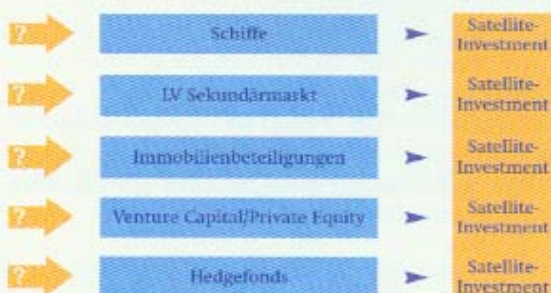 ? Schiffe Satellite-
Investment
? LV Sekundärmarkt Satellite-
Investment
? Immobilienbeteiligungen Satellite-
Investment
? Venture Capital/Private Equity Satellite-
Investment
? Hedgefonds Satellite-
Investment